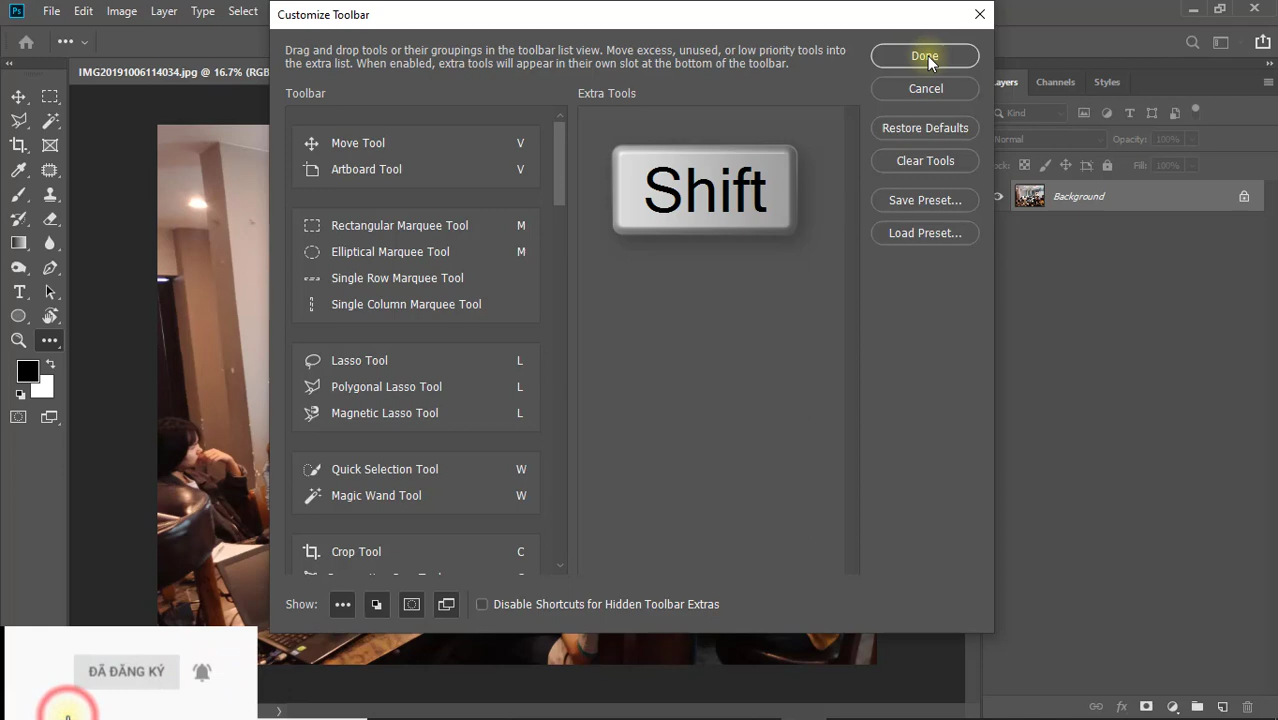 Ps File Edit Image Layer Type Select
Customize Toolbar
Drag and drop tools or their groupings in the toolbar list view. Move excess, unused, or low priority tools into
the extra list. When enabled, extra tools will appear in their own slot at the bottom of the toolbar.
Toolbar
Extra Tools
Done
Cancel
Restore Defaults
Clear Tools
Save Preset...
Load Preset...
Move Tool V
Artboard Tool V
Rectangular Marquee Tool M
Elliptical Marquee Tool M
Single Row Marquee Tool
Single Column Marquee Tool
Lasso Tool L
Polygonal Lasso Tool L
Magnetic Lasso Tool L
Quick Selection Tool W
Magic Wand Tool W
Crop Tool C
Shift
Show:
Disable Shortcuts for Hidden Toolbar Extras
IMG20191006114034.jpg @ 16.7% (RGB
Channels
Styles
Kind
Normal
Opacity: 100%
Fill: 100%
Background
ĐÃ ĐĂNG KÝ